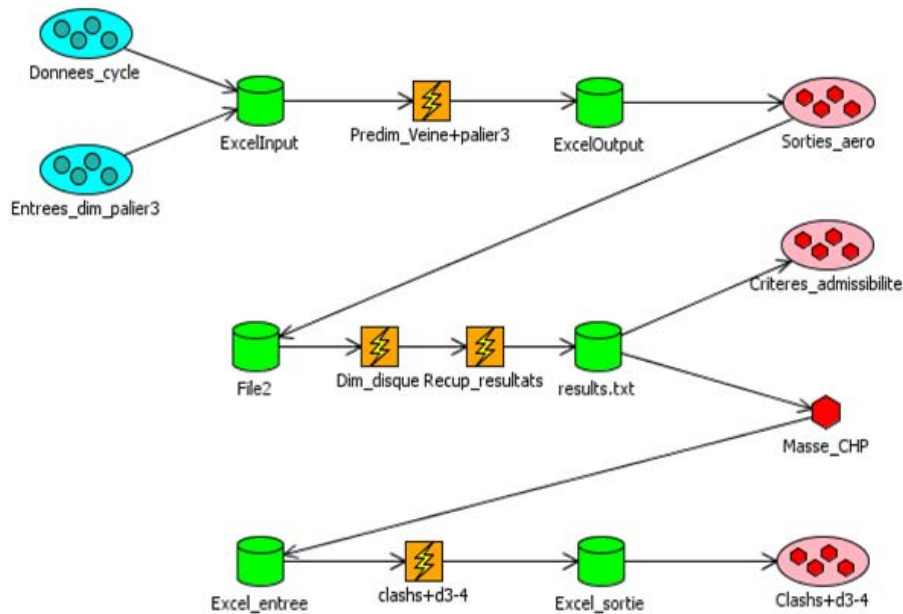 Donnees_cycle
ExcelInput
Predim_Veine+palier3
ExcelOutput
Sorties_aero
Entrees_dim_palier3
Criteres_admissibilite
File2
Dim_disque
Recup_resultats
results.txt
Masse_CHP
Excel_entree
clashs+d3-4
Excel_sortie
Clashs+d3-4